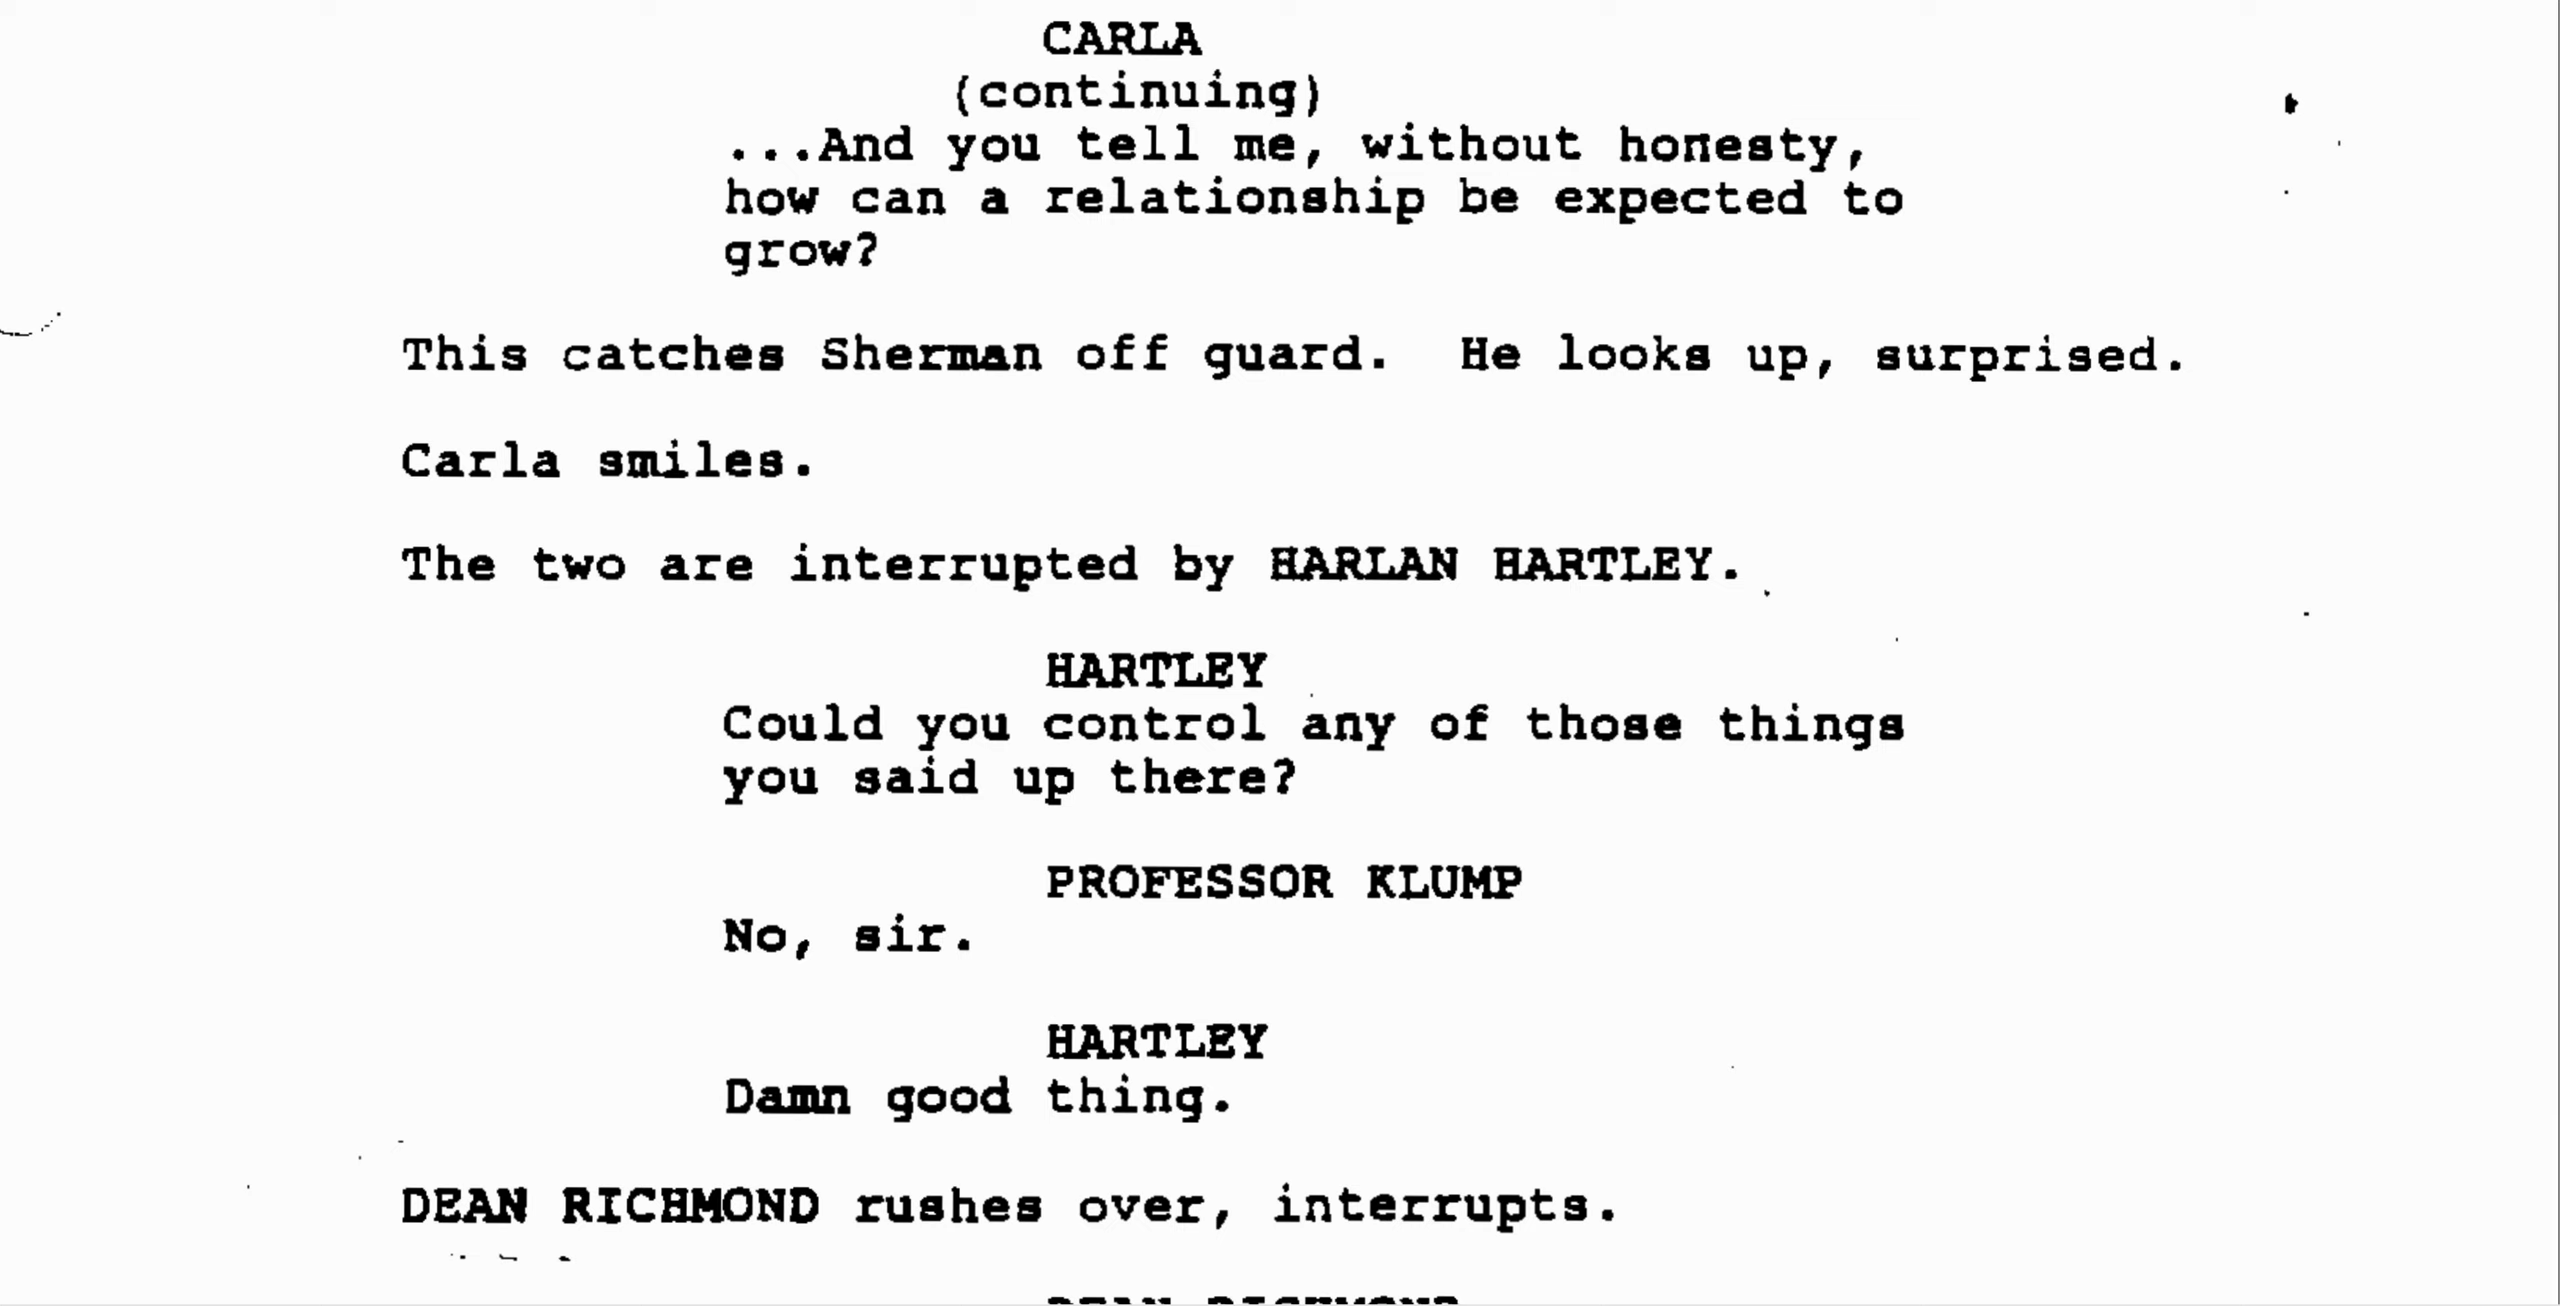 CARLA
(continuing)
...And you tell me, without honesty,
how can a relationship be expected to
grow?
This catches Sherman off guard.  He looks up, surprised.
Carla smiles.
The two are interrupted by HARLAN HARTLEY.
HARTLEY
Could you control any of those things
you said up there?
PROFESSOR KLUMP
No, sir.
HARTLEY
Damn good thing.
DEAN RICHMOND rushes over, interrupts.